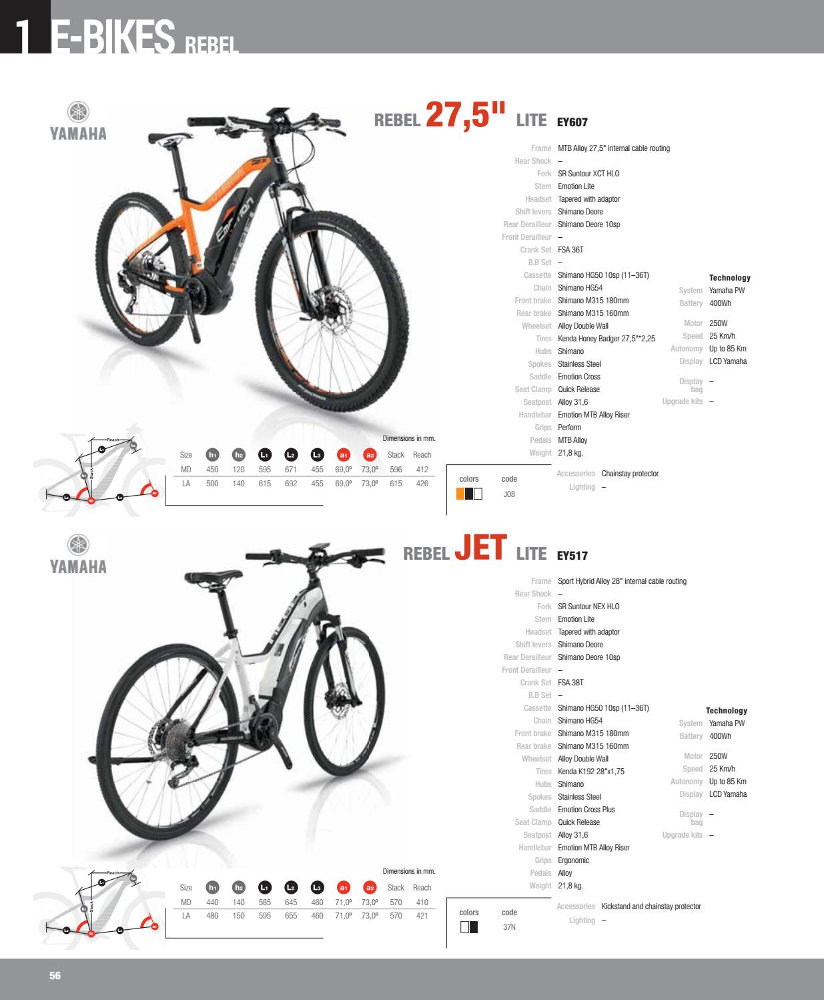 1 E-BIKES REBEL
YAMAHA
REBEL 27,5" LITE EY607
Frame MTB Alloy 27,5" internal cable routing
Rear Shock –
Fork SR Suntour XCT HLO
Stem Emotion Lite
Headset Tapered with adaptor
Shift levers Shimano Deore
Rear Derailleur Shimano Deore 10sp
Front Derailleur –
Crank Set FSA 36T
B.B Set –
Cassette Shimano HG50 10sp (11–36T)
Chain Shimano HG54
Front brake Shimano M315 180mm
Rear brake Shimano M315 160mm
Wheelset Alloy Double Wall
Tires Kenda Honey Badger 27,5"*2,25
Hubs Shimano
Spokes Stainless Steel
Saddle Emotion Cross
Seat Clamp Quick Release
Seatpost Alloy 31,6
Handlebar Emotion MTB Alloy Riser
Grips Perform
Pedals MTB Alloy
Weight 21,8 kg.
Accessories Chainstay protector
Lighting –
Technology
System Yamaha PW
Battery 400Wh
Motor 250W
Speed 25 Km/h
Autonomy Up to 85 Km
Display LCD Yamaha
Display –
bag
Upgrade kits –
Emotion
REBEL
Reach
L1
h2
h1
Stack
L3
a2
L2
a1
Dimensions in mm.
Size h1 h2 L1 L2 L3 a1 a2 Stack Reach
MD 450 120 595 671 455 69,0º 73,0º 596 412
LA 500 140 615 692 455 69,0º 73,0º 615 426
colors code
J08
YAMAHA
REBEL JET LITE EY517
Frame Sport Hybrid Alloy 28" internal cable routing
Rear Shock –
Fork SR Suntour NEX HLO
Stem Emotion Lite
Headset Tapered with adaptor
Shift levers Shimano Deore
Rear Derailleur Shimano Deore 10sp
Front Derailleur –
Crank Set FSA 38T
B.B Set –
Cassette Shimano HG50 10sp (11–36T)
Chain Shimano HG54
Front brake Shimano M315 180mm
Rear brake Shimano M315 160mm
Wheelset Alloy Double Wall
Tires Kenda K192 28"x1,75
Hubs Shimano
Spokes Stainless Steel
Saddle Emotion Cross Plus
Seat Clamp Quick Release
Seatpost Alloy 31,6
Handlebar Emotion MTB Alloy Riser
Grips Ergonomic
Pedals Alloy
Weight 21,8 kg.
Accessories Kickstand and chainstay protector
Lighting –
Technology
System Yamaha PW
Battery 400Wh
Motor 250W
Speed 25 Km/h
Autonomy Up to 85 Km
Display LCD Yamaha
Display –
bag
Upgrade kits –
REBEL
Reach
L1
h2
h1
Stack
L3
a2
L2
a1
Dimensions in mm.
Size h1 h2 L1 L2 L3 a1 a2 Stack Reach
MD 440 140 585 645 460 71,0º 73,0º 570 410
LA 480 150 595 655 460 71,0º 73,0º 570 421
colors code
37N
56